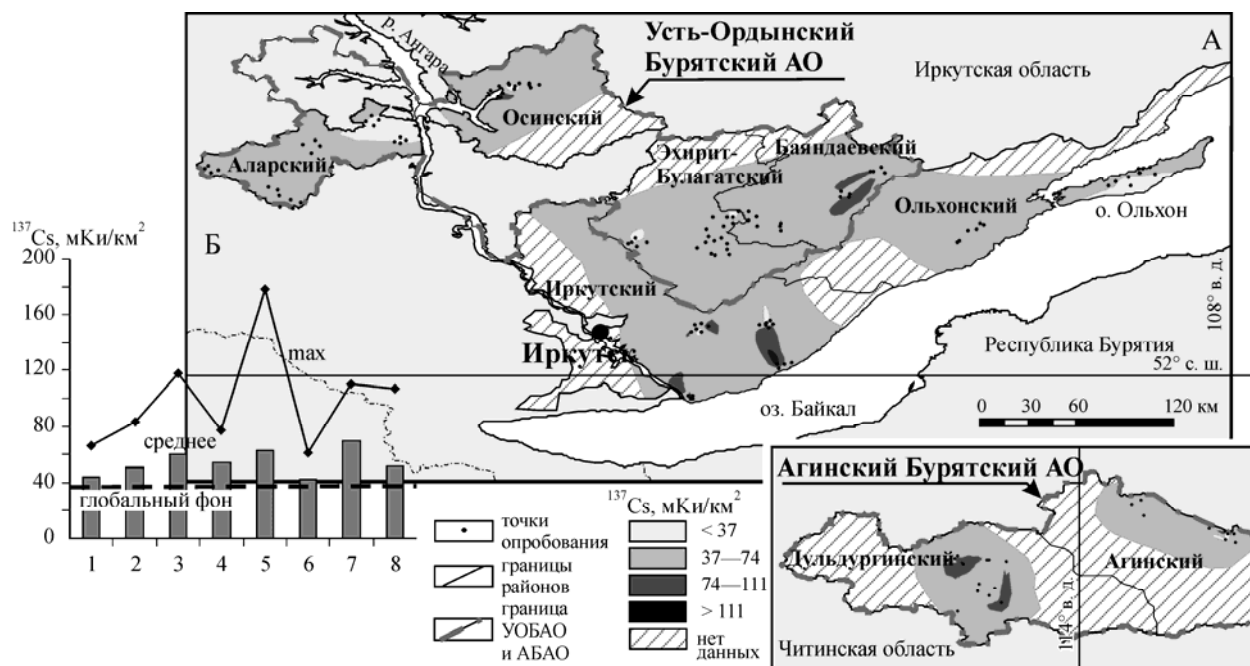 А
р. Ангара
Усть-Ордынский
Бурятский АО
Иркутская область
Осинский
Аларский
Эхирит-
Булагатский
Баяндаевский
Ольхонский
о. Ольхон
108° в. д.
Иркутский
Иркутск
Республика Бурятия
52° с. ш.
оз. Байкал
0 30 60 120 км
Б
¹³⁷Cs, мКи/км²
200
160
120
80
40
0
max
среднее
глобальный фон
1 2 3 4 5 6 7 8
точки
опробования
границы
районов
граница
УОБАО
и АБАО
¹³⁷Cs, мКи/км²
< 37
37—74
74—111
> 111
нет
данных
Агинский Бурятский АО
Дульдургинский
Агинский
114° в. д.
Читинская область